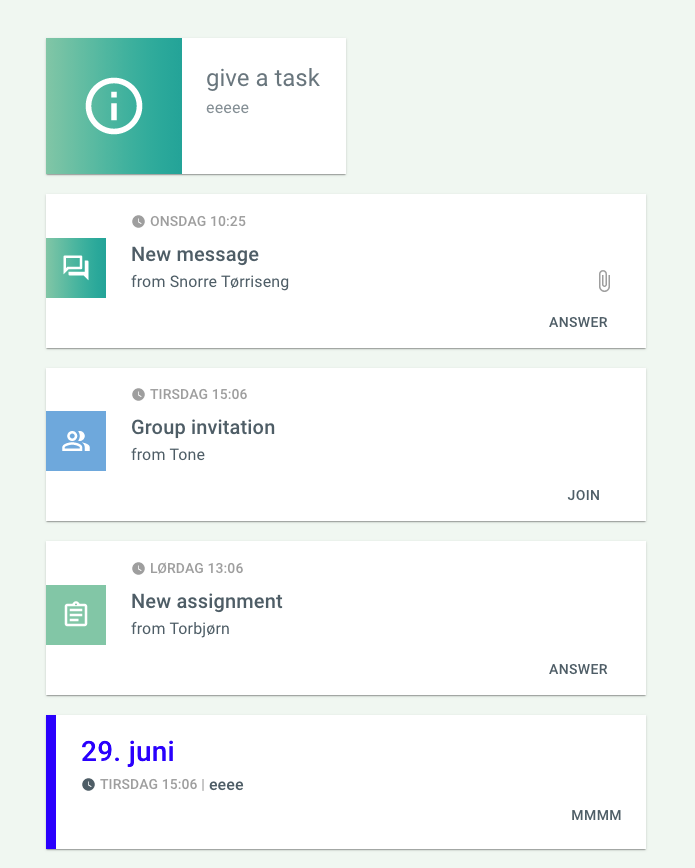 give a task
eeeee
ONSDAG 10:25
New message
from Snorre Tørriseng
ANSWER
TIRSDAG 15:06
Group invitation
from Tone
JOIN
LØRDAG 13:06
New assignment
from Torbjørn
ANSWER
29. juni
TIRSDAG 15:06 | eeee
MMMM